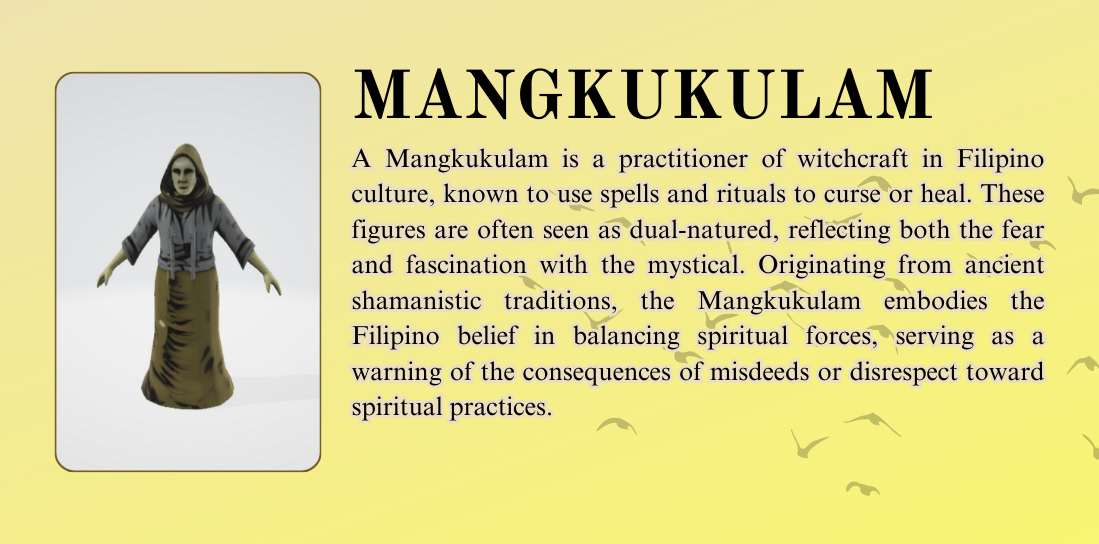 MANGKUKULAM
A Mangkukulam is a practitioner of witchcraft in Filipino
culture, known to use spells and rituals to curse or heal. These
figures are often seen as dual-natured, reflecting both the fear
and fascination with the mystical. Originating from ancient
shamanistic traditions, the Mangkukulam embodies the
Filipino belief in balancing spiritual forces, serving as a
warning of the consequences of misdeeds or disrespect toward
spiritual practices.